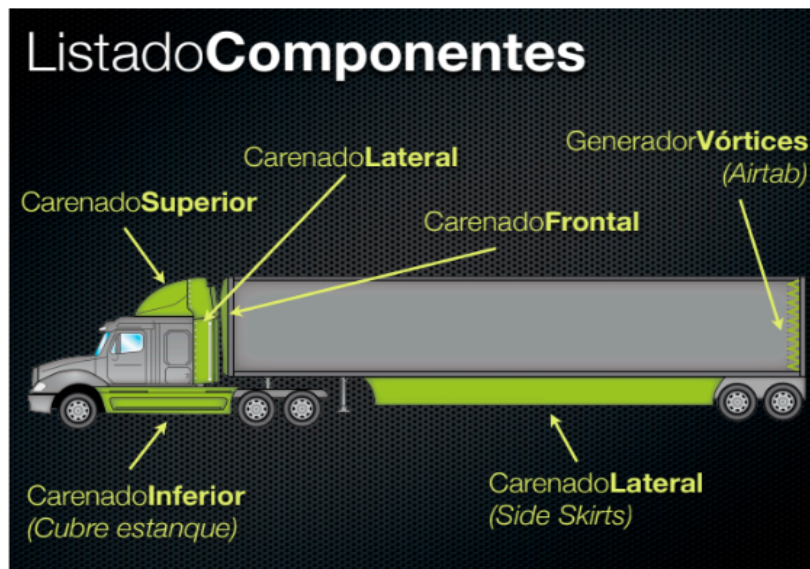 ListadoComponentes
CarenadoLateral
GeneradorVórtices
(Airtab)
CarenadoSuperior
CarenadoFrontal
CarenadoInferior
(Cubre estanque)
CarenadoLateral
(Side Skirts)